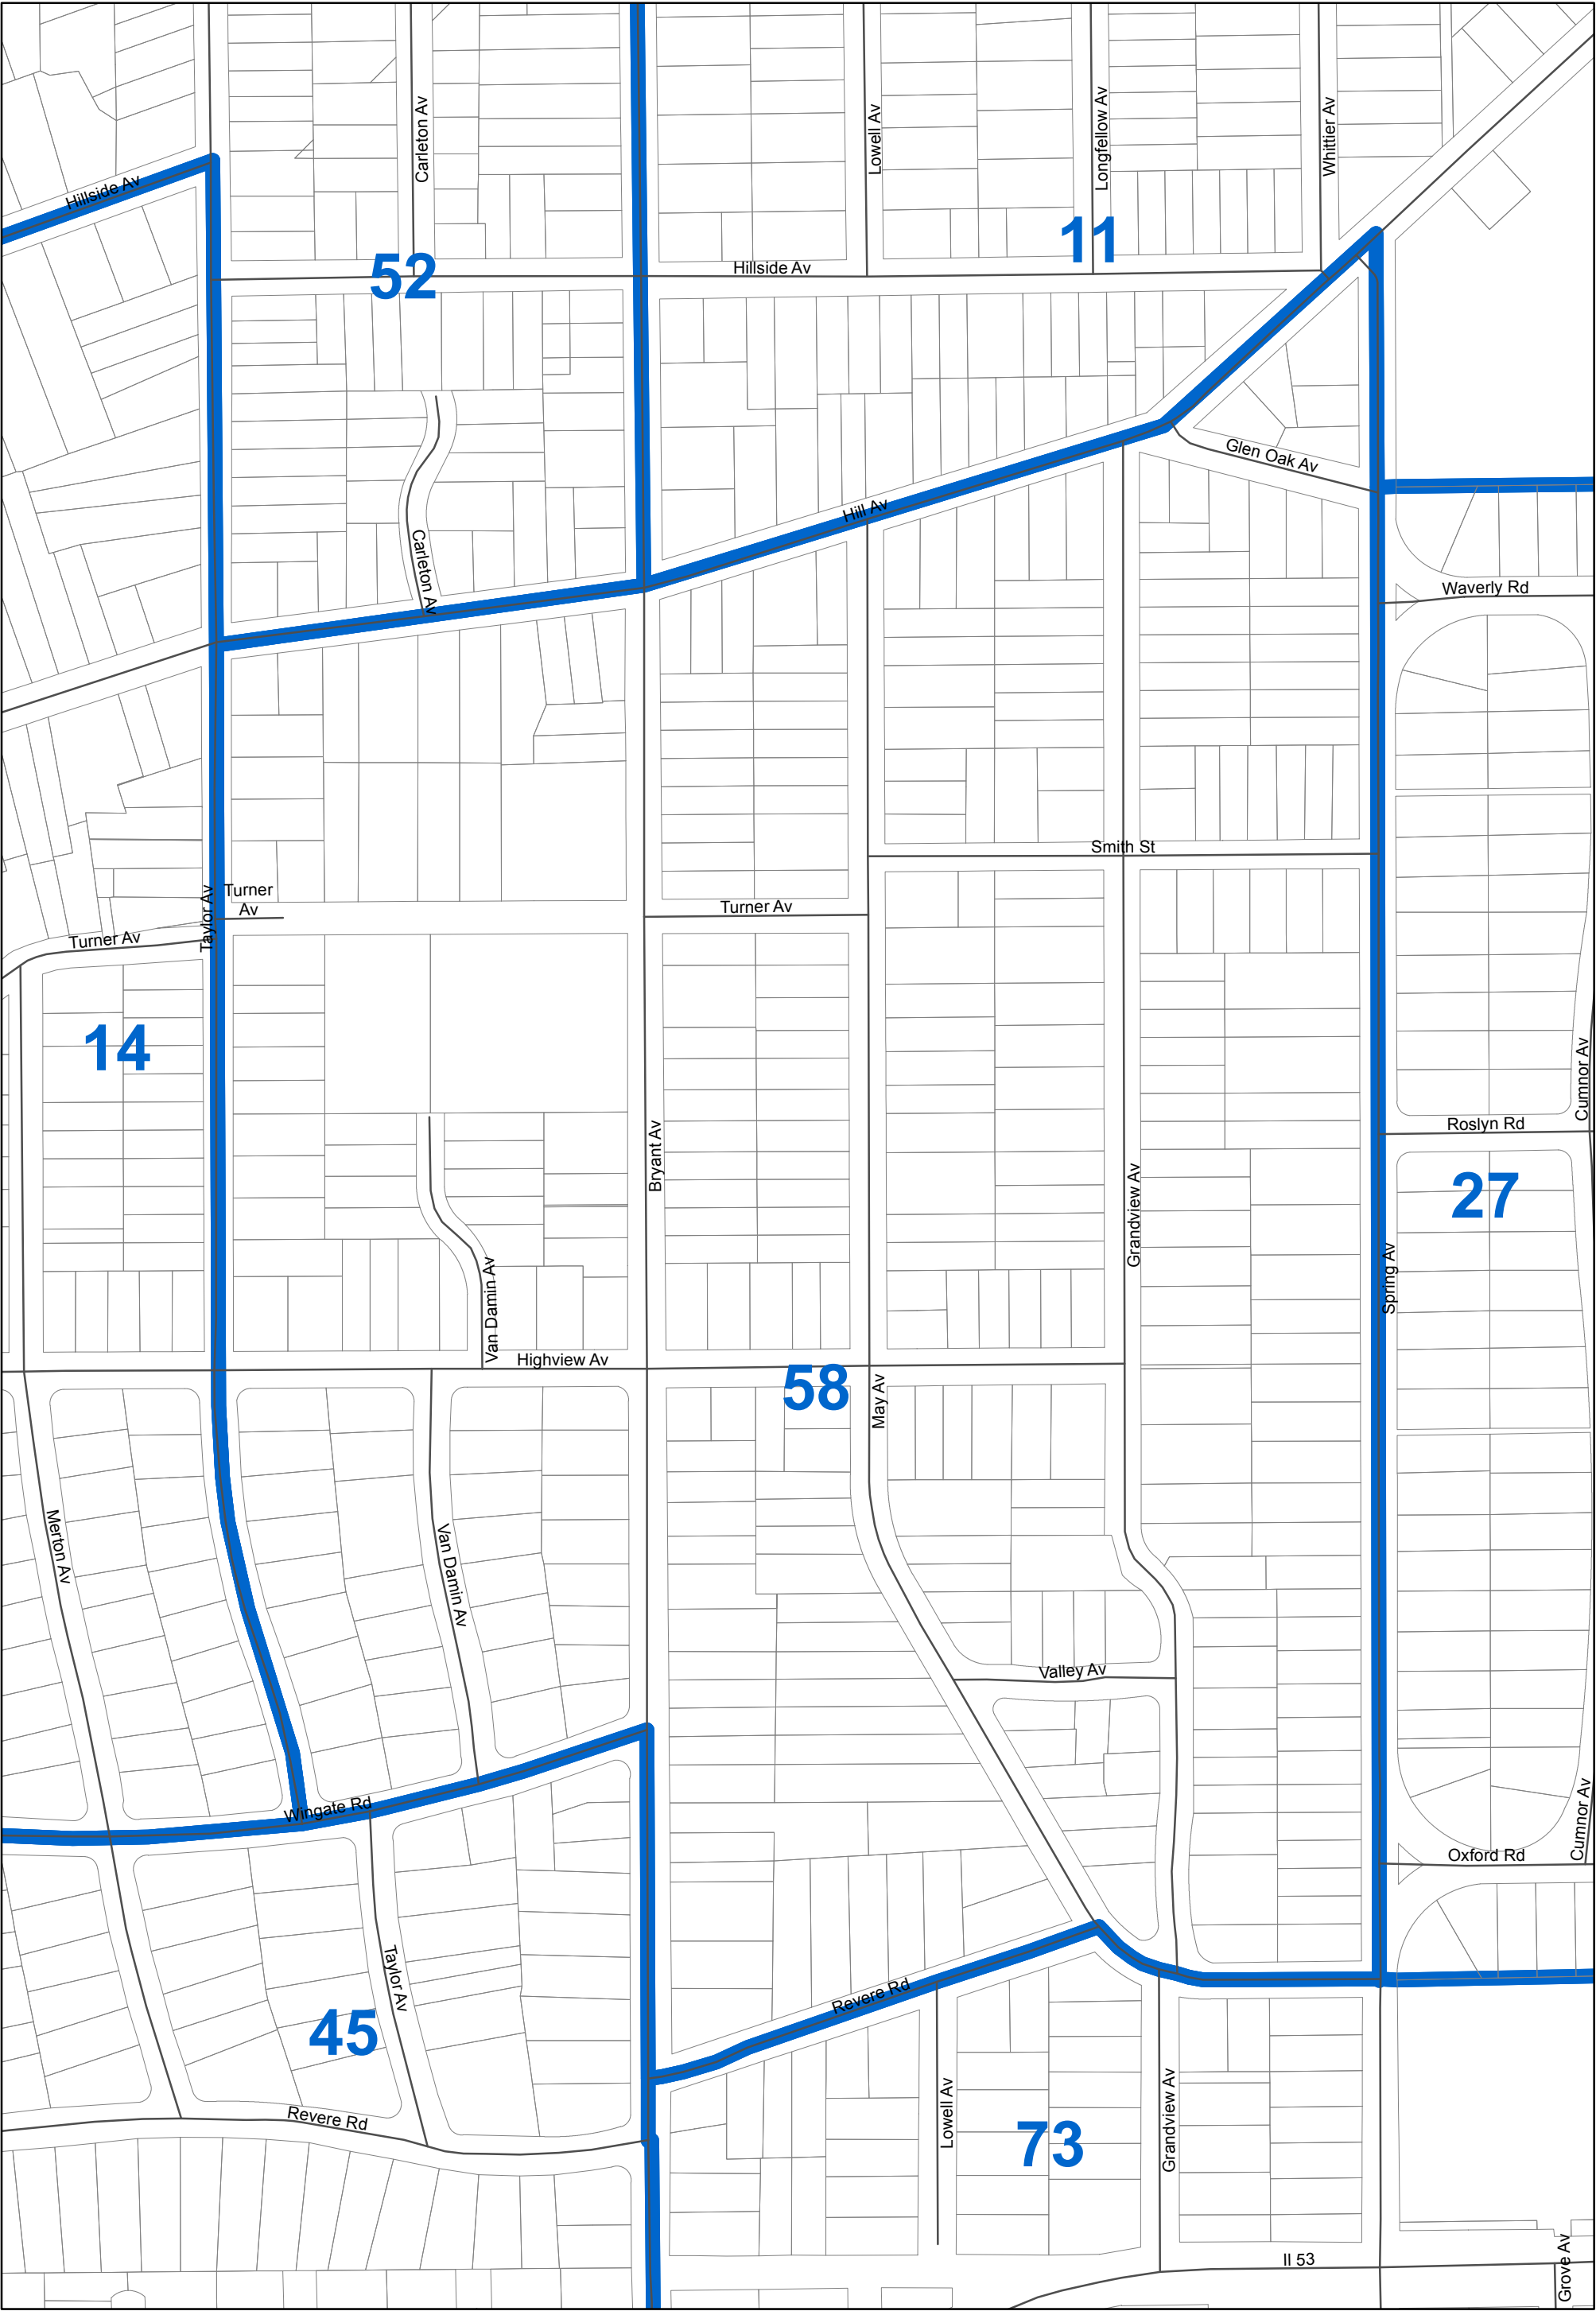 Carleton Av
Lowell Av
Longfellow Av
Whittier Av
Hillside Av
11
52
Hillside Av
Glen Oak Av
Hill Av
Carleton Av
Waverly Rd
Smith St
Turner
Av
Turner Av
Taylor Av
Turner Av
14
Cumnor Av
Roslyn Rd
Bryant Av
27
Grandview Av
Spring Av
Van Damin Av
Highview Av
58
May Av
Merton Av
Van Damin Av
Valley Av
Wingate Rd
Cumnor Av
Oxford Rd
Taylor Av
Revere Rd
45
Revere Rd
Lowell Av
73
Grandview Av
Il 53
Grove Av